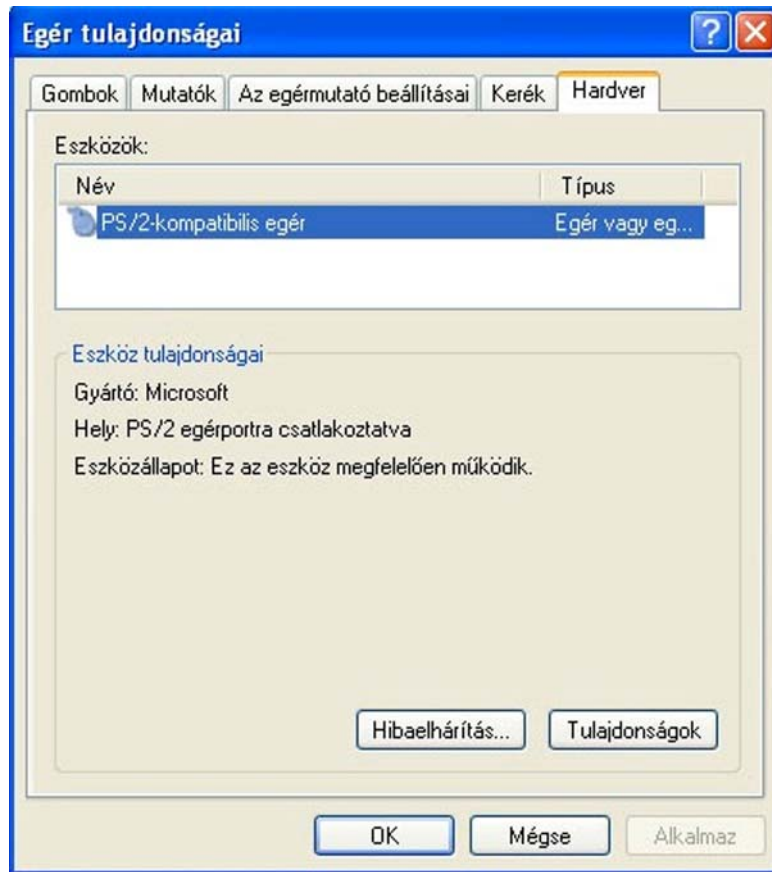 Egér tulajdonságai
Gombok Mutatók Az egérmutató beállításai Kerék Hardver
Eszközök:
Név Típus
PS/2-kompatibilis egér Egér vagy eg...
Eszköz tulajdonságai
Gyártó: Microsoft
Hely: PS/2 egérportra csatlakoztatva
Eszközállapot: Ez az eszköz megfelelően működik.
Hibaelhárítás... Tulajdonságok
OK Mégse Alkalmaz